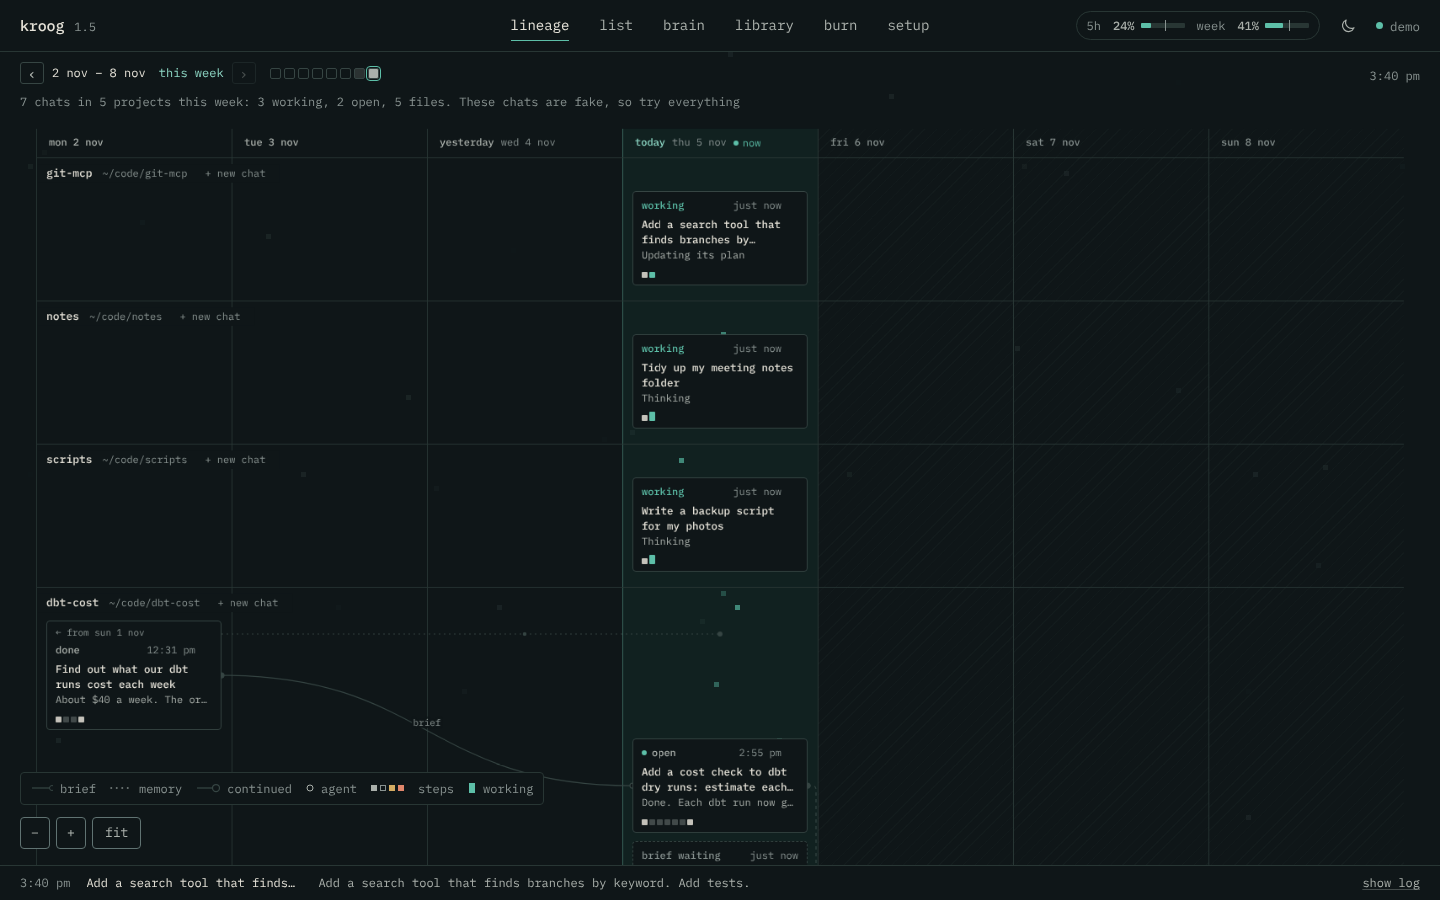 kroog 1.5
lineage list brain library burn setup
5h 24% week 41%
demo
‹ 2 nov – 8 nov this week ›
3:40 pm
7 chats in 5 projects this week: 3 working, 2 open, 5 files. These chats are fake, so try everything
mon 2 nov
tue 3 nov
yesterday wed 4 nov
today thu 5 nov now
fri 6 nov
sat 7 nov
sun 8 nov
git-mcp ~/code/git-mcp + new chat
working just now
Add a search tool that
finds branches by…
Updating its plan
notes ~/code/notes + new chat
working just now
Tidy up my meeting notes
folder
Thinking
scripts ~/code/scripts + new chat
working just now
Write a backup script
for my photos
Thinking
dbt-cost ~/code/dbt-cost + new chat
← from sun 1 nov
done 12:31 pm
Find out what our dbt
runs cost each week
About $40 a week. The or…
brief
open 2:55 pm
Add a cost check to dbt
dry runs: estimate each…
Done. Each dbt run now g…
brief waiting just now
brief memory continued agent steps working
− + fit
3:40 pm Add a search tool that finds… Add a search tool that finds branches by keyword. Add tests.
show log